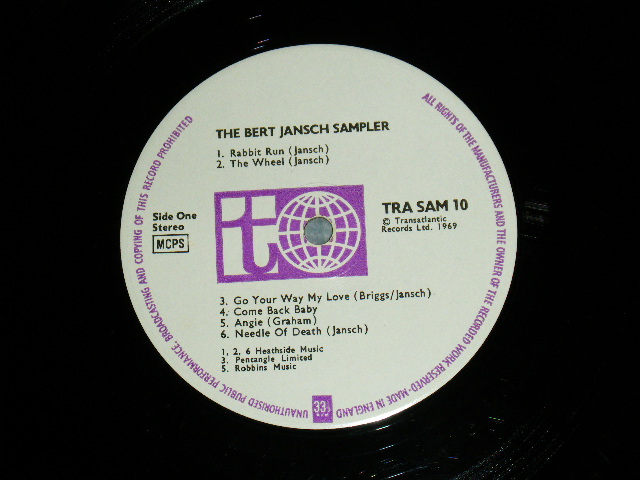 THE BERT JANSCH SAMPLER
1. Rabbit Run (Jansch)
2. The Wheel (Jansch)
Side One
Stereo
MCPS
to
TRA SAM 10
© Transatlantic
Records Ltd. 1969
3. Go Your Way My Love (Briggs/Jansch)
4. Come Back Baby
5. Angie (Graham)
6. Needle Of Death (Jansch)
1, 2, 6 Heathside Music
3. Pentangle Limited
5. Robbins Music
ALL RIGHTS OF THE MANUFACTURERS AND THE OWNER OF THE RECORDED WORK RESERVED · MADE IN ENGLAND
33⅓
UNAUTHORISED PUBLIC PERFORMANCE, BROADCASTING AND COPYING OF THIS RECORD PROHIBITED